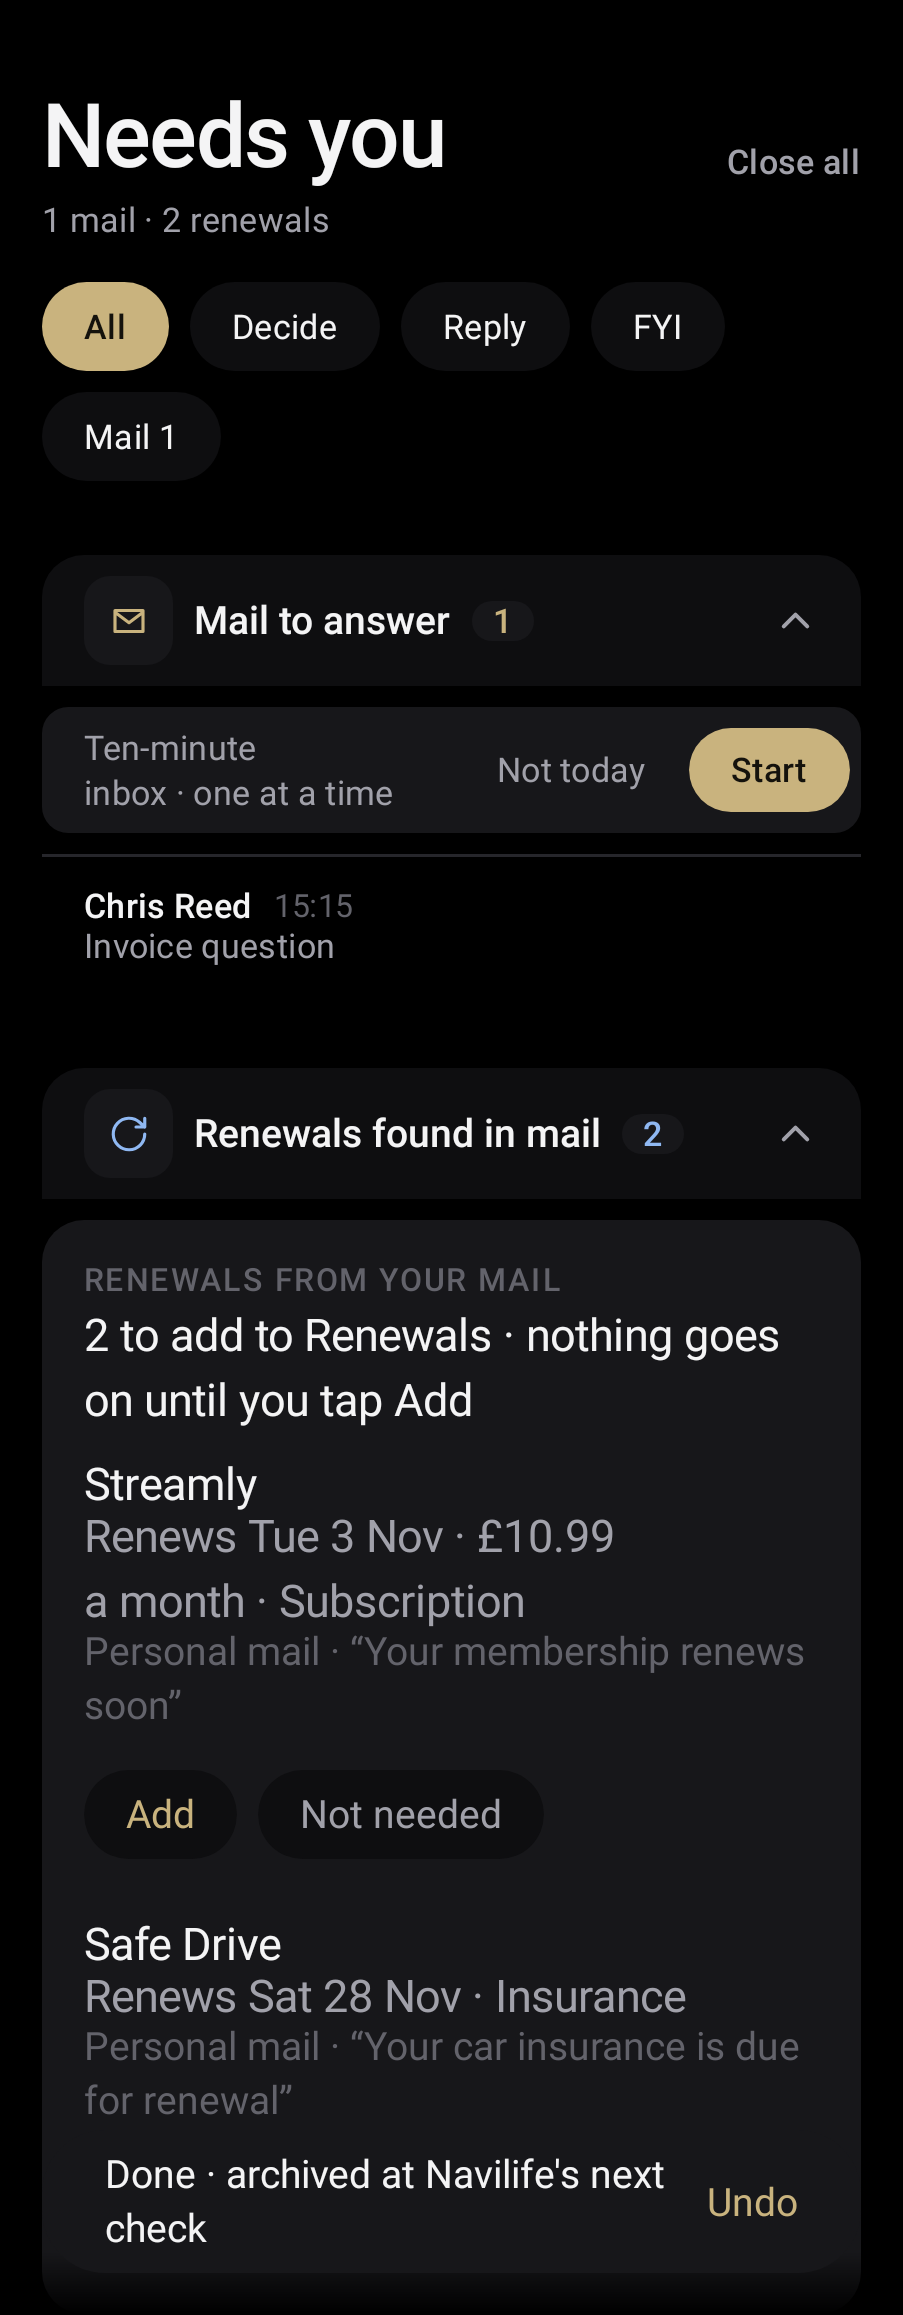 Needs you
Close all
1 mail · 2 renewals
All
Decide
Reply
FYI
Mail 1
Mail to answer
1
Ten-minute
inbox · one at a time
Not today
Start
Chris Reed 15:15
Invoice question
Renewals found in mail
2
RENEWALS FROM YOUR MAIL
2 to add to Renewals · nothing goes
on until you tap Add
Streamly
Renews Tue 3 Nov · £10.99
a month · Subscription
Personal mail · “Your membership renews
soon”
Add
Not needed
Safe Drive
Renews Sat 28 Nov · Insurance
Personal mail · “Your car insurance is due
for renewal”
Done · archived at Navilife's next
check
Undo